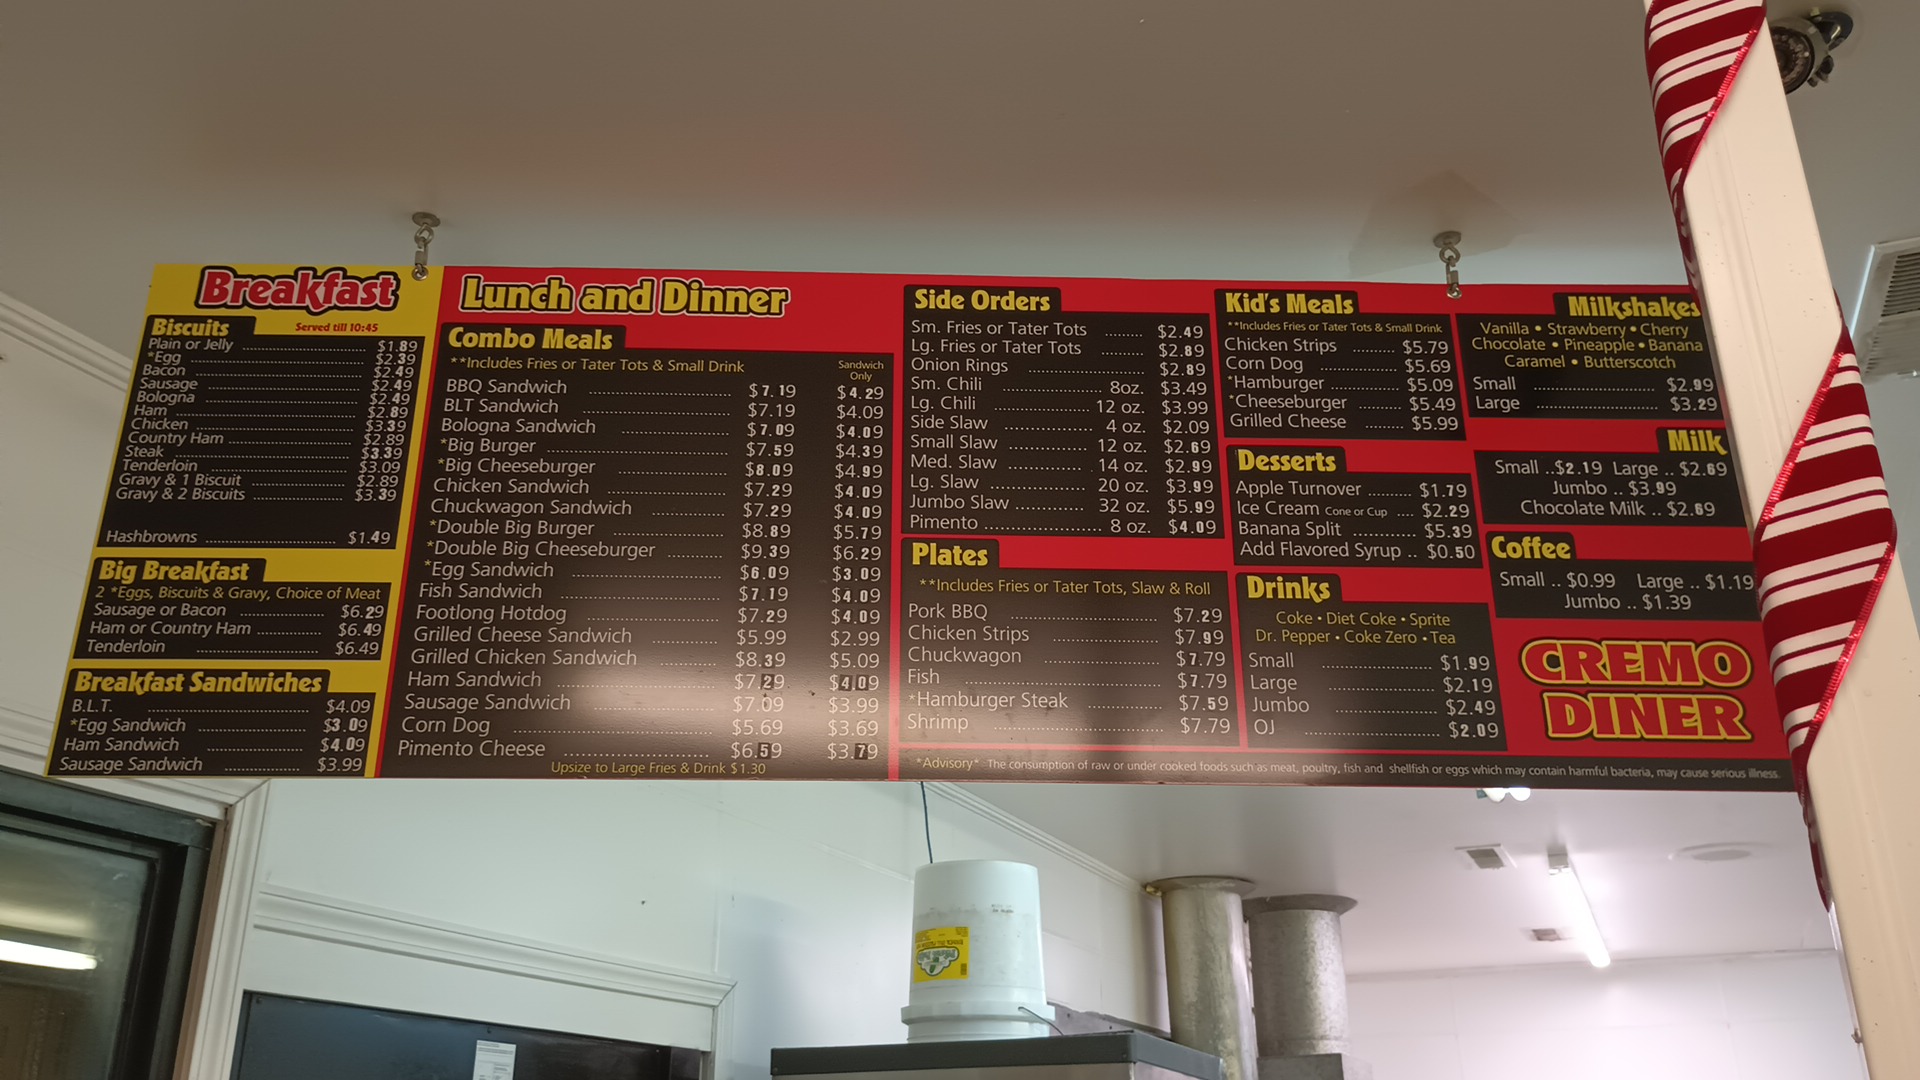 Breakfast
Served till 10:45
Biscuits
Plain or Jelly $1.89
*Egg $2.39
Bacon $2.49
Sausage $2.49
Bologna $2.49
Ham $2.89
Chicken $3.39
Country Ham $2.89
Steak $3.39
Tenderloin $3.09
Gravy & 1 Biscuit $2.89
Gravy & 2 Biscuits $3.39
Hashbrowns $1.49
Big Breakfast
2 *Eggs, Biscuits & Gravy, Choice of Meat
Sausage or Bacon $6.29
Ham or Country Ham $6.49
Tenderloin $6.49
Breakfast Sandwiches
B.L.T. $4.09
*Egg Sandwich $3.09
Ham Sandwich $4.09
Sausage Sandwich $3.99
Lunch and Dinner
Combo Meals
**Includes Fries or Tater Tots & Small Drink
Sandwich
Only
BBQ Sandwich $7.19 $4.29
BLT Sandwich $7.19 $4.09
Bologna Sandwich $7.09 $4.09
*Big Burger $7.59 $4.39
*Big Cheeseburger $8.09 $4.99
Chicken Sandwich $7.29 $4.09
Chuckwagon Sandwich $7.29 $4.09
*Double Big Burger $8.89 $5.79
*Double Big Cheeseburger $9.39 $6.29
*Egg Sandwich $6.09 $3.09
Fish Sandwich $7.19 $4.09
Footlong Hotdog $7.29 $4.09
Grilled Cheese Sandwich $5.99 $2.99
Grilled Chicken Sandwich $8.39 $5.09
Ham Sandwich $7.29 $4.09
Sausage Sandwich $7.09 $3.99
Corn Dog $5.69 $3.69
Pimento Cheese $6.59 $3.79
Upsize to Large Fries & Drink $1.30
Side Orders
Sm. Fries or Tater Tots $2.49
Lg. Fries or Tater Tots $2.89
Onion Rings $2.89
Sm. Chili 8oz. $3.49
Lg. Chili 12 oz. $3.99
Side Slaw 4 oz. $2.09
Small Slaw 12 oz. $2.69
Med. Slaw 14 oz. $2.99
Lg. Slaw 20 oz. $3.99
Jumbo Slaw 32 oz. $5.99
Pimento 8 oz. $4.09
Plates
**Includes Fries or Tater Tots, Slaw & Roll
Pork BBQ $7.29
Chicken Strips $7.99
Chuckwagon $7.79
Fish $7.79
*Hamburger Steak $7.59
Shrimp $7.79
Kid's Meals
**Includes Fries or Tater Tots & Small Drink
Chicken Strips $5.79
Corn Dog $5.69
*Hamburger $5.09
*Cheeseburger $5.49
Grilled Cheese $5.99
Desserts
Apple Turnover $1.79
Ice Cream Cone or Cup $2.29
Banana Split $5.39
Add Flavored Syrup .. $0.50
Drinks
Coke • Diet Coke • Sprite
Dr. Pepper • Coke Zero • Tea
Small $1.99
Large $2.19
Jumbo $2.49
OJ $2.09
Milkshakes
Vanilla • Strawberry • Cherry
Chocolate • Pineapple • Banana
Caramel • Butterscotch
Small $2.99
Large $3.29
Milk
Small ..$2.19 Large .. $2.69
Jumbo .. $3.99
Chocolate Milk .. $2.69
Coffee
Small .. $0.99 Large .. $1.19
Jumbo .. $1.39
CREMO
DINER
*Advisory* The consumption of raw or under cooked foods such as meat, poultry, fish and shellfish or eggs which may contain harmful bacteria, may cause serious illness.